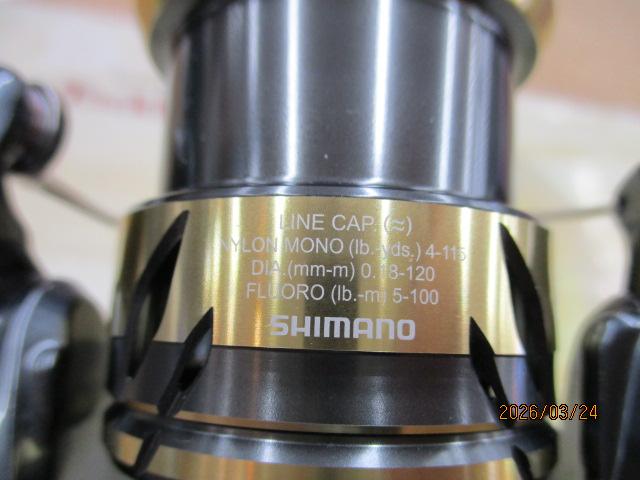 LINE CAP. (≈)
NYLON MONO (lb.-yds.) 4-115
DIA.(mm-m) 0.18-120
FLUORO (lb.-m) 5-100
SHIMANO
2026/03/24